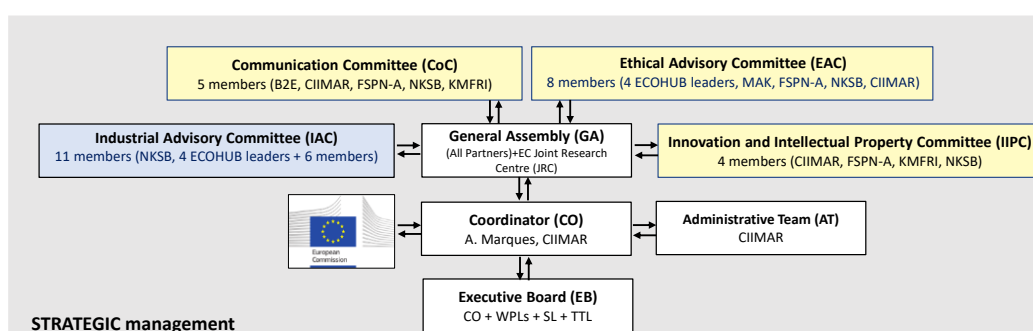 Communication Committee (CoC)
5 members (B2E, CIIMAR, FSPN-A, NKSB, KMFRI)
Ethical Advisory Committee (EAC)
8 members (4 ECOHUB leaders, MAK, FSPN-A, NKSB, CIIMAR)
Industrial Advisory Committee (IAC)
11 members (NKSB, 4 ECOHUB leaders + 6 members)
General Assembly (GA)
(All Partners)+EC Joint Research
Centre (JRC)
Innovation and Intellectual Property Committee (IIPC)
4 members (CIIMAR, FSPN-A, KMFRI, NKSB)
European
Commission
Coordinator (CO)
A. Marques, CIIMAR
Administrative Team (AT)
CIIMAR
Executive Board (EB)
CO + WPLs + SL + TTL
STRATEGIC management